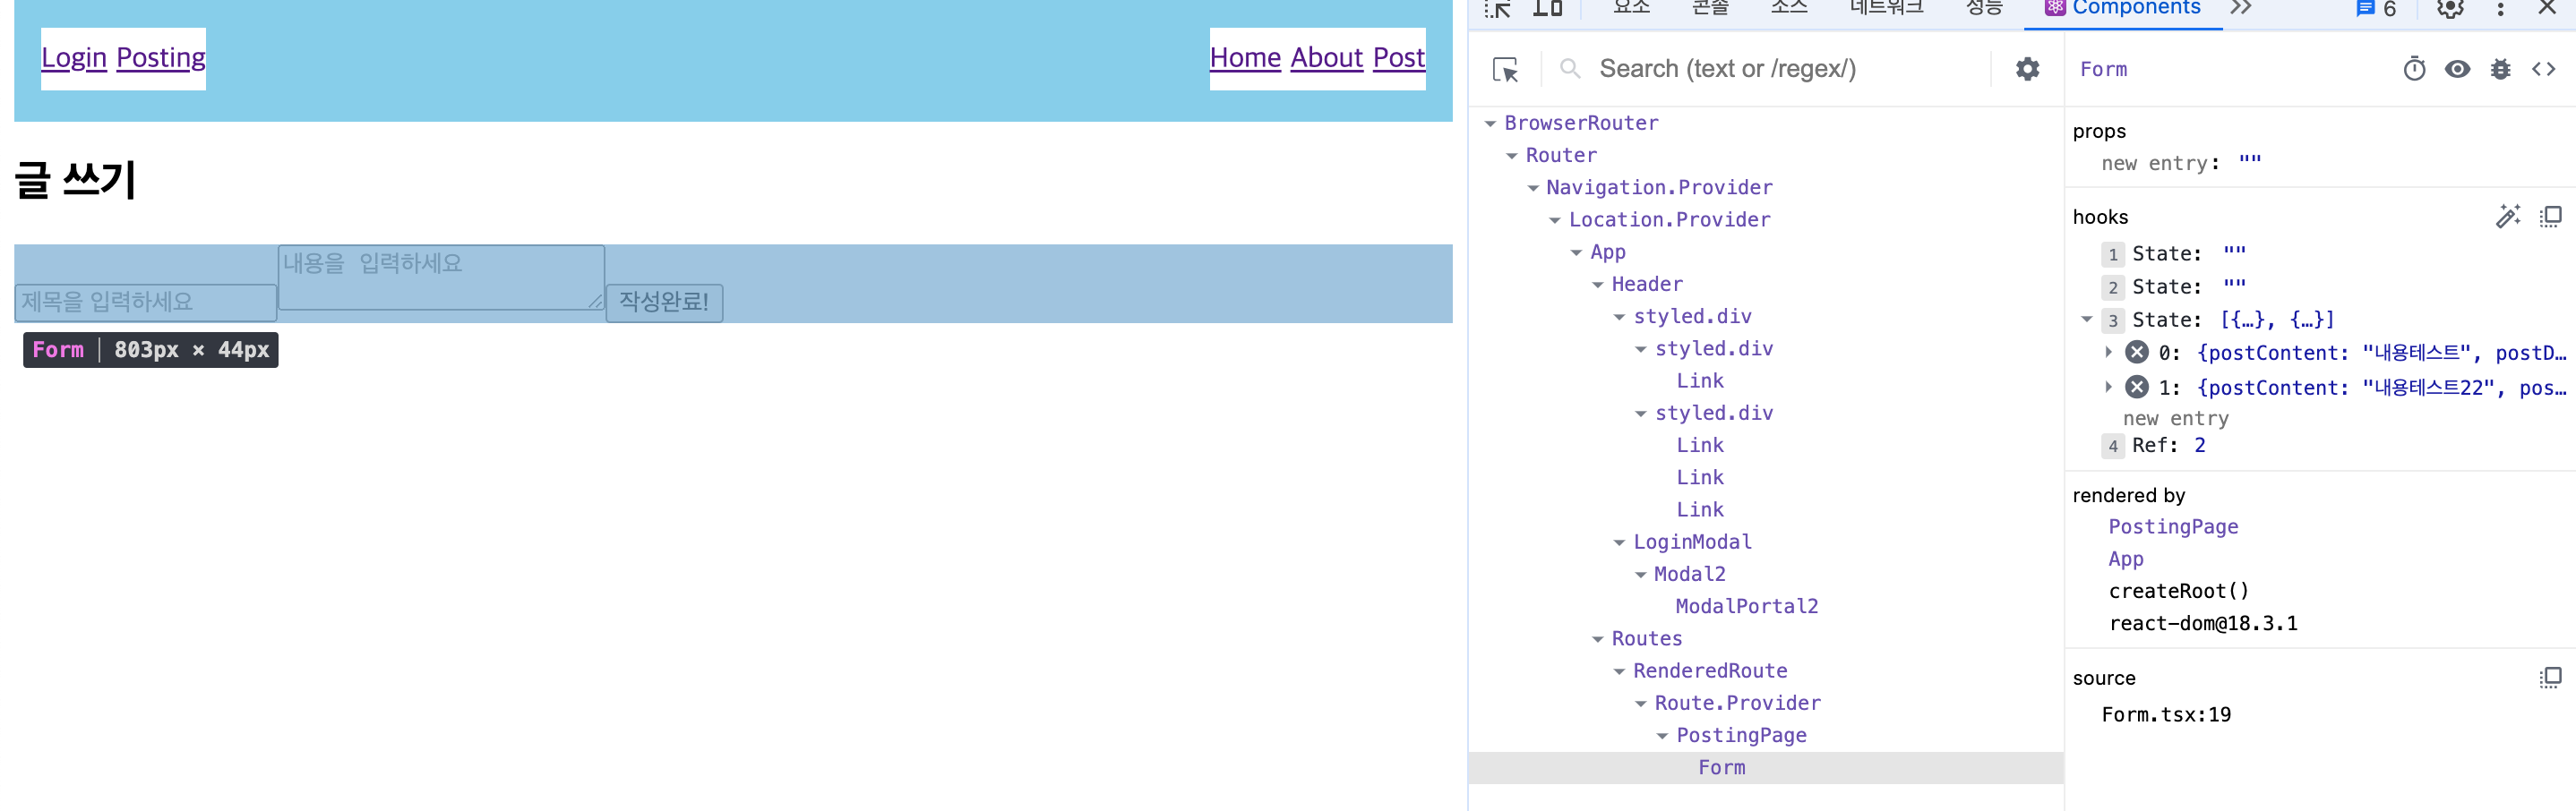 Login Posting
Home About Post
글 쓰기
내용을 입력하세요
제목을 입력하세요
작성완료!
Form 803px × 44px
요소 콘솔 소스 네트워크 성능 Components 6
Search (text or /regex/)
BrowserRouter
Router
Navigation.Provider
Location.Provider
App
Header
styled.div
styled.div
Link
styled.div
Link
Link
Link
LoginModal
Modal2
ModalPortal2
Routes
RenderedRoute
Route.Provider
PostingPage
Form
Form
props
new entry: ""
hooks
1 State: ""
2 State: ""
3 State: [{…}, {…}]
0: {postContent: "내용테스트", postD…
1: {postContent: "내용테스트22", pos…
new entry
4 Ref: 2
rendered by
PostingPage
App
createRoot()
react-dom@18.3.1
source
Form.tsx:19